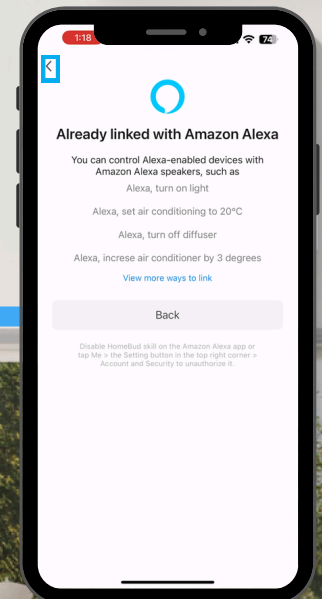 1:18
74
Already linked with Amazon Alexa
You can control Alexa-enabled devices with
Amazon Alexa speakers, such as
Alexa, turn on light
Alexa, set air conditioning to 20°C
Alexa, turn off diffuser
Alexa, increse air conditioner by 3 degrees
View more ways to link
Back
Disable HomeBud skill on the Amazon Alexa app or
tap Me > the Setting button in the top right corner >
Account and Security to unauthorize it.